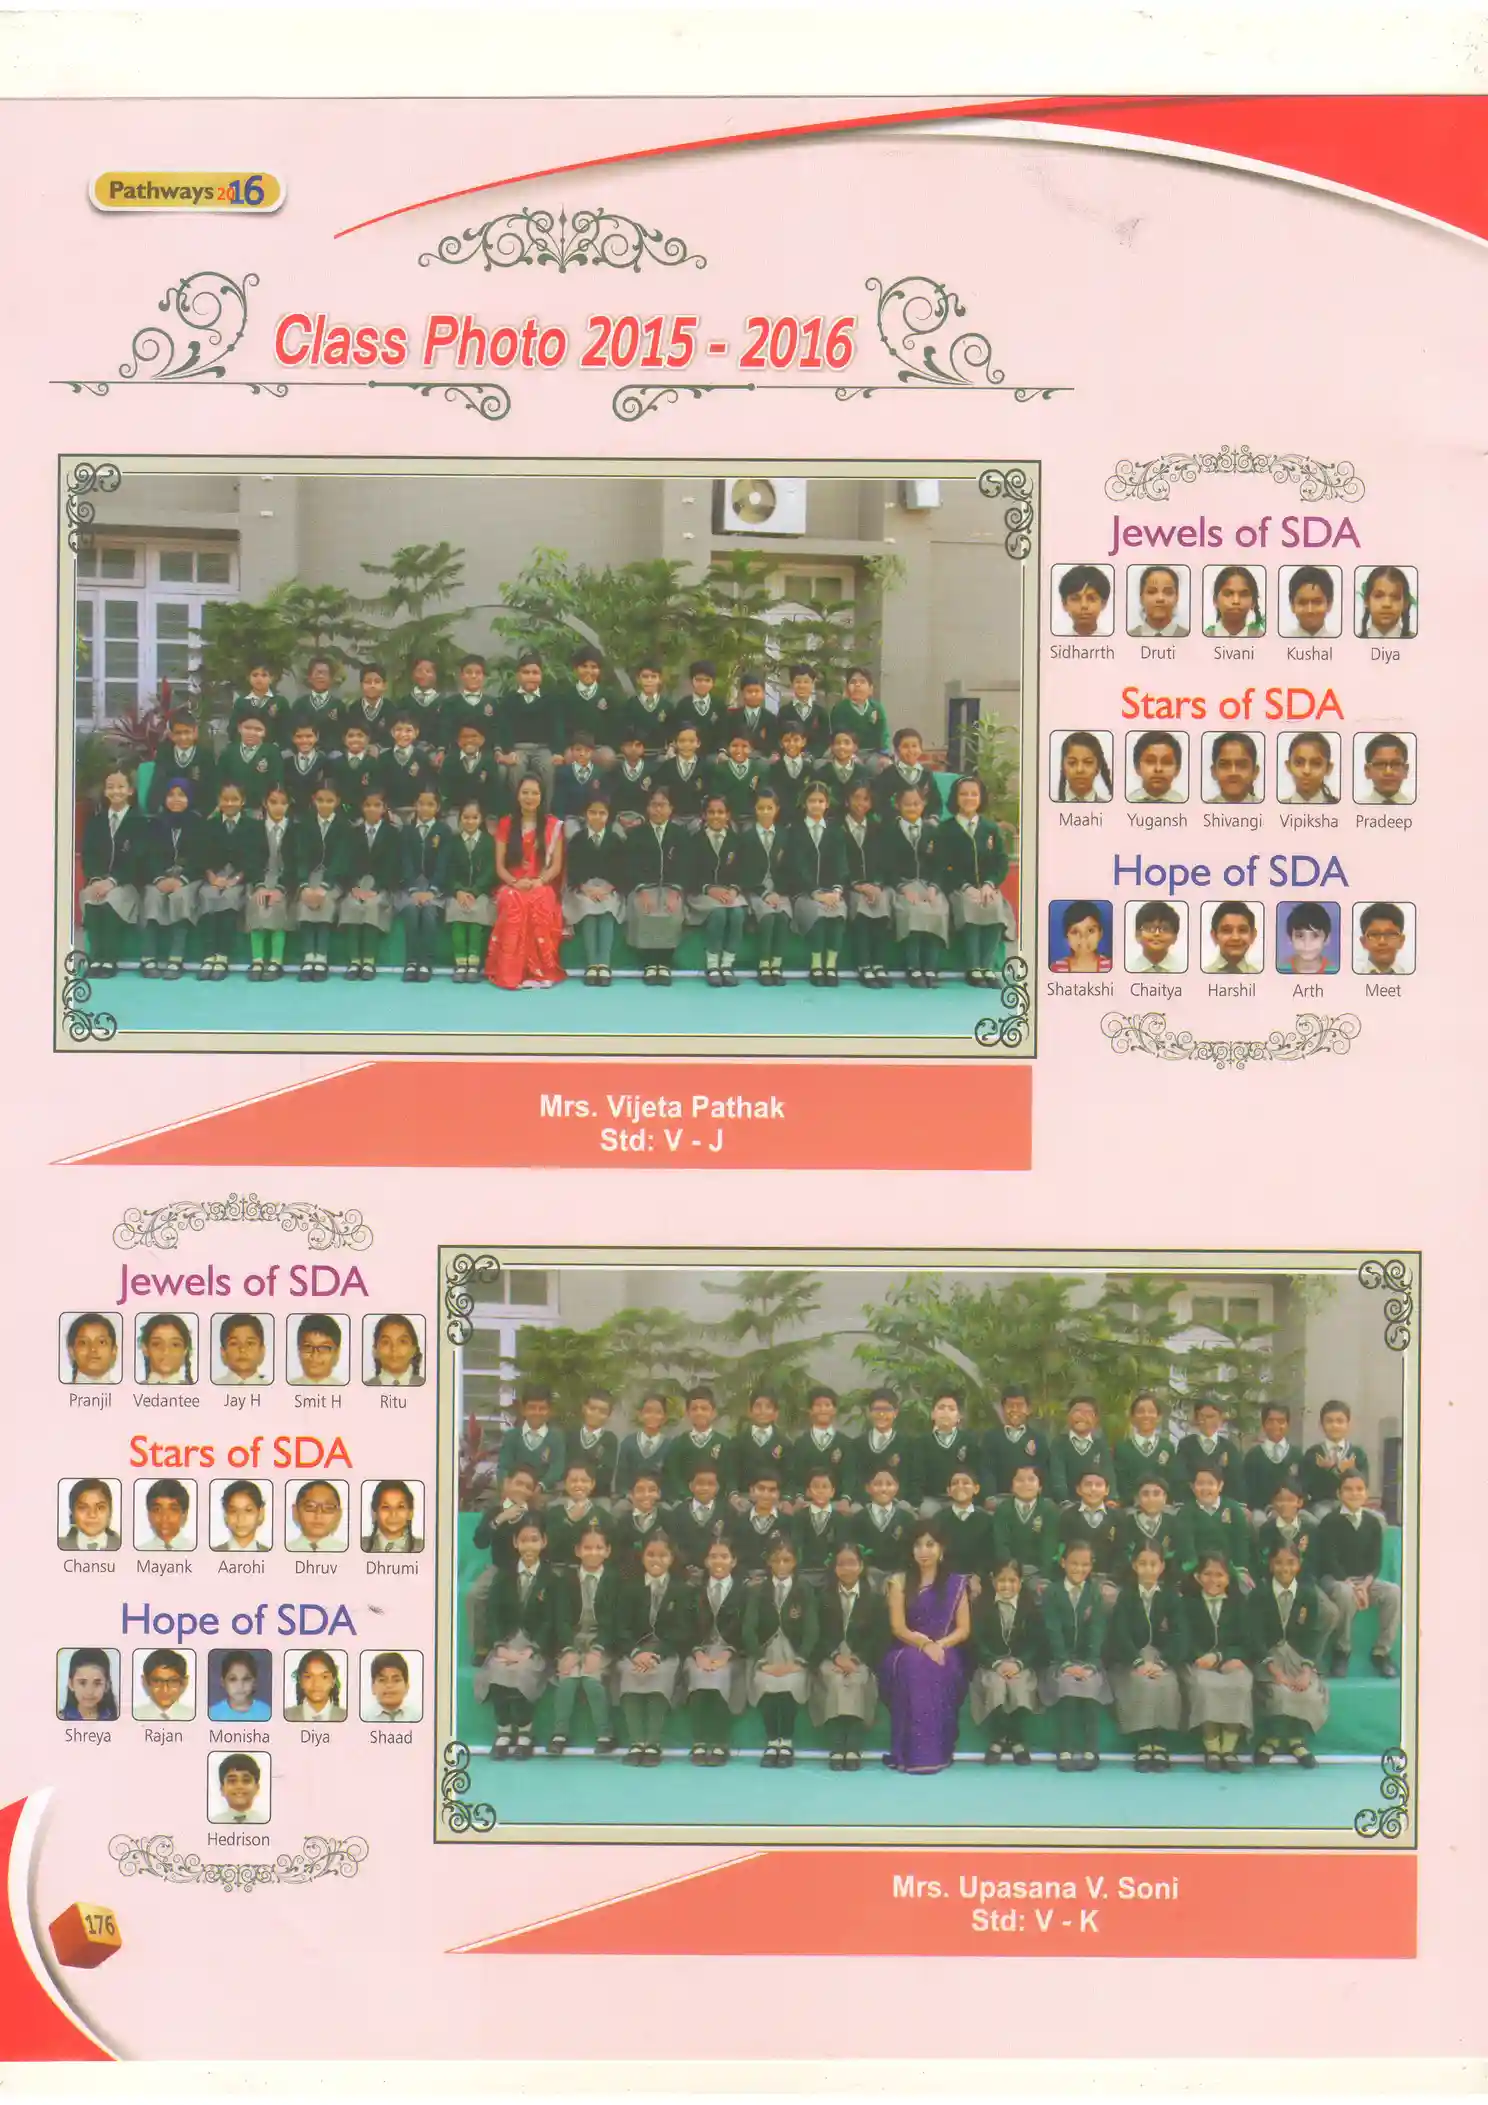 Pathways 2016
Class Photo 2015 - 2016
Jewels of SDA
Sidharrth Druti Sivani Kushal Diya
Stars of SDA
Maahi Yugansh Shivangi Vipiksha Pradeep
Hope of SDA
Shatakshi Chaitya Harshil Arth Meet
Mrs. Vijeta Pathak
Std: V - J
Jewels of SDA
Pranjil Vedantee Jay H Smit H Ritu
Stars of SDA
Chansu Mayank Aarohi Dhruv Dhrumi
Hope of SDA
Shreya Rajan Monisha Diya Shaad
Hedrison
Mrs. Upasana V. Soni
Std: V - K
176